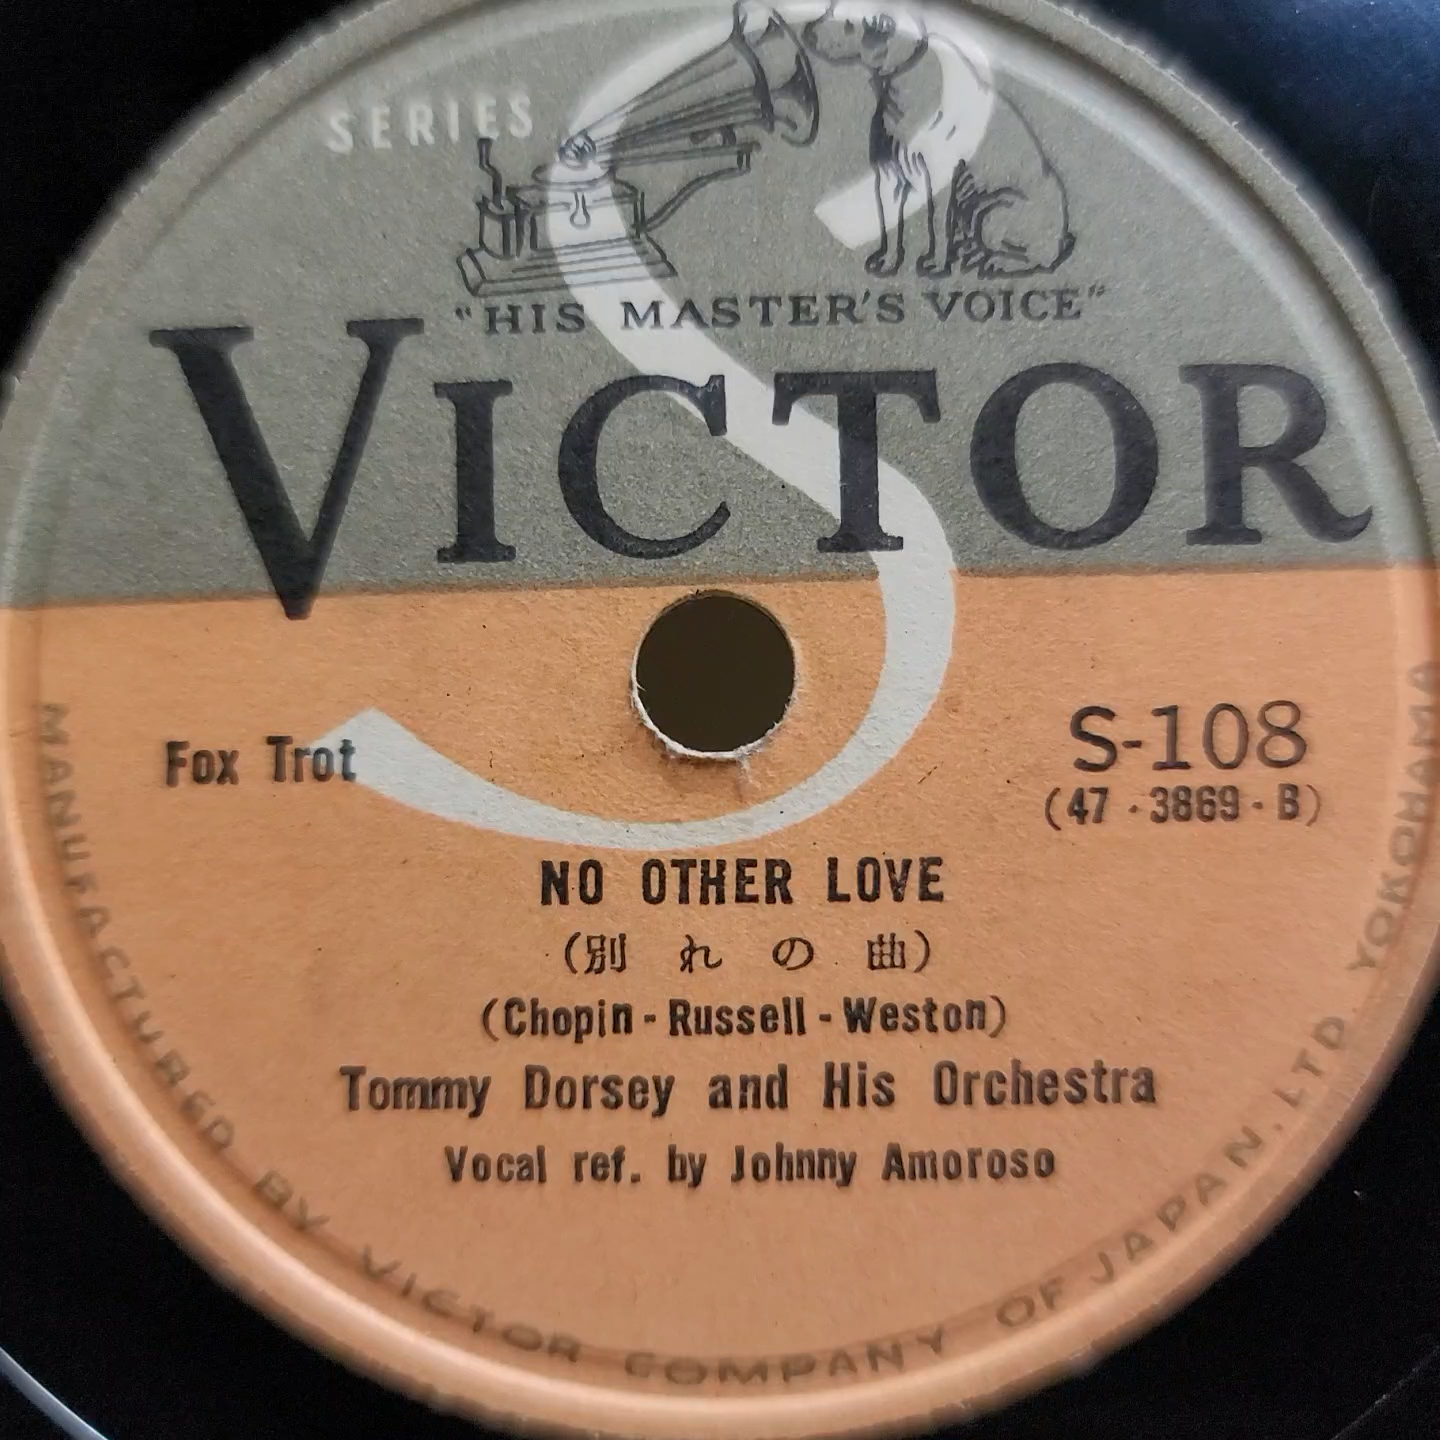 SERIES
S
"HIS MASTER'S VOICE"
VICTOR
Fox Trot
S-108
(47・3869・B)
NO OTHER LOVE
(別れの曲)
(Chopin - Russell - Weston)
Tommy Dorsey and His Orchestra
Vocal ref. by Johnny Amoroso
MANUFACTURED BY VICTOR COMPANY OF JAPAN, LTD. YOKOHAMA